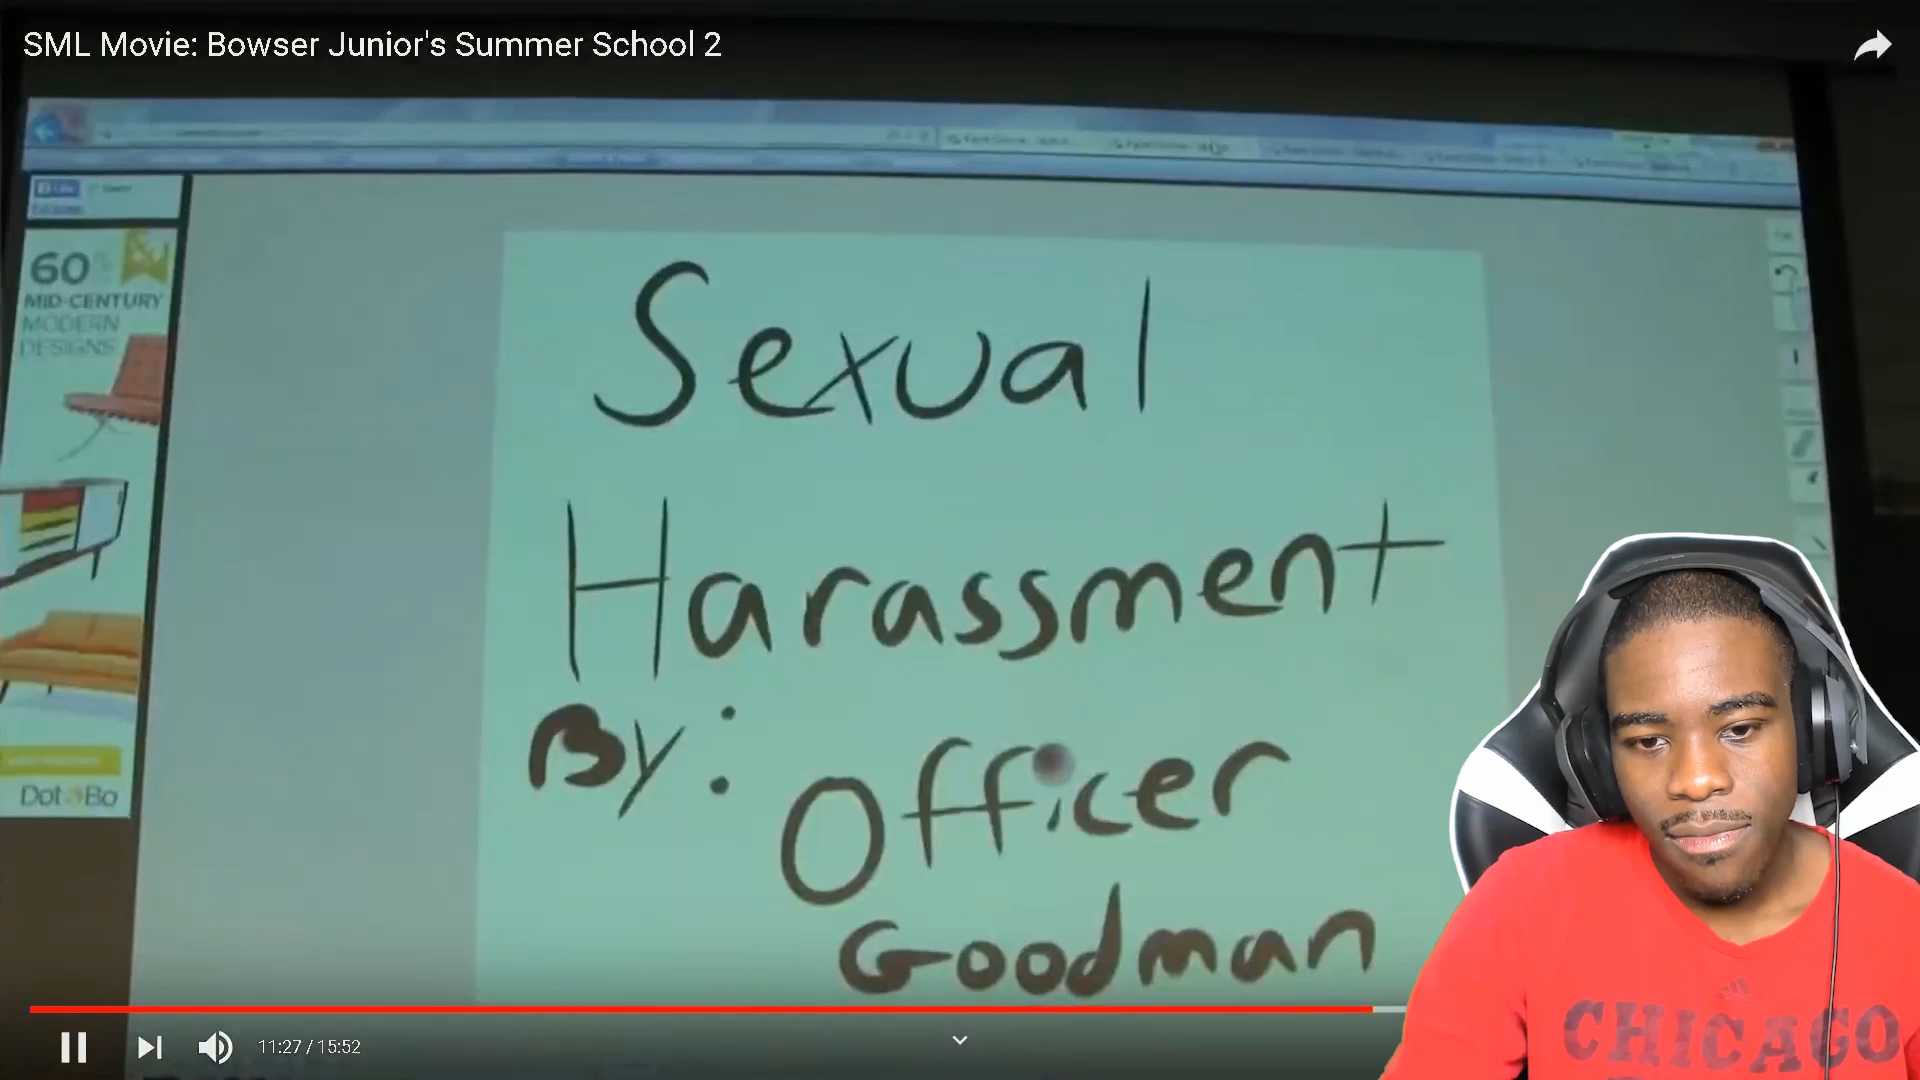 SML Movie: Bowser Junior's Summer School 2
60
MID-CENTURY
MODERN
DESIGNS
Sexual
Harassment
By:
Officer
Goodman
Dot & Bo
11:27 / 15:52
CHICAGO